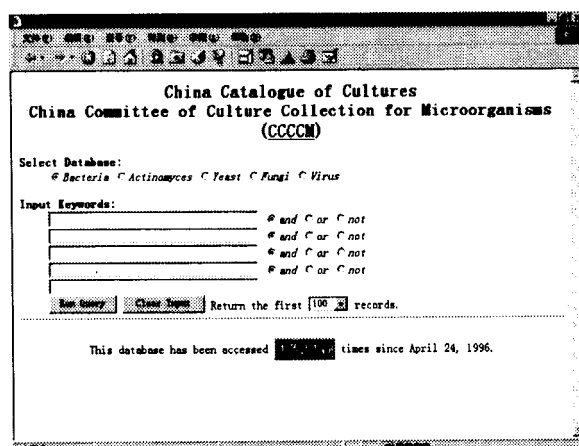 China Catalogue of Cultures
China Committee of Culture Collection for Microorganisms
(CCCCM)
Select Database:
Bacteria Actinomyces Yeast Fungi Virus
Input Keywords:
and or not
and or not
and or not
and or not
Run Query Clear Input Return the first 100 records.
This database has been accessed times since April 24, 1996.